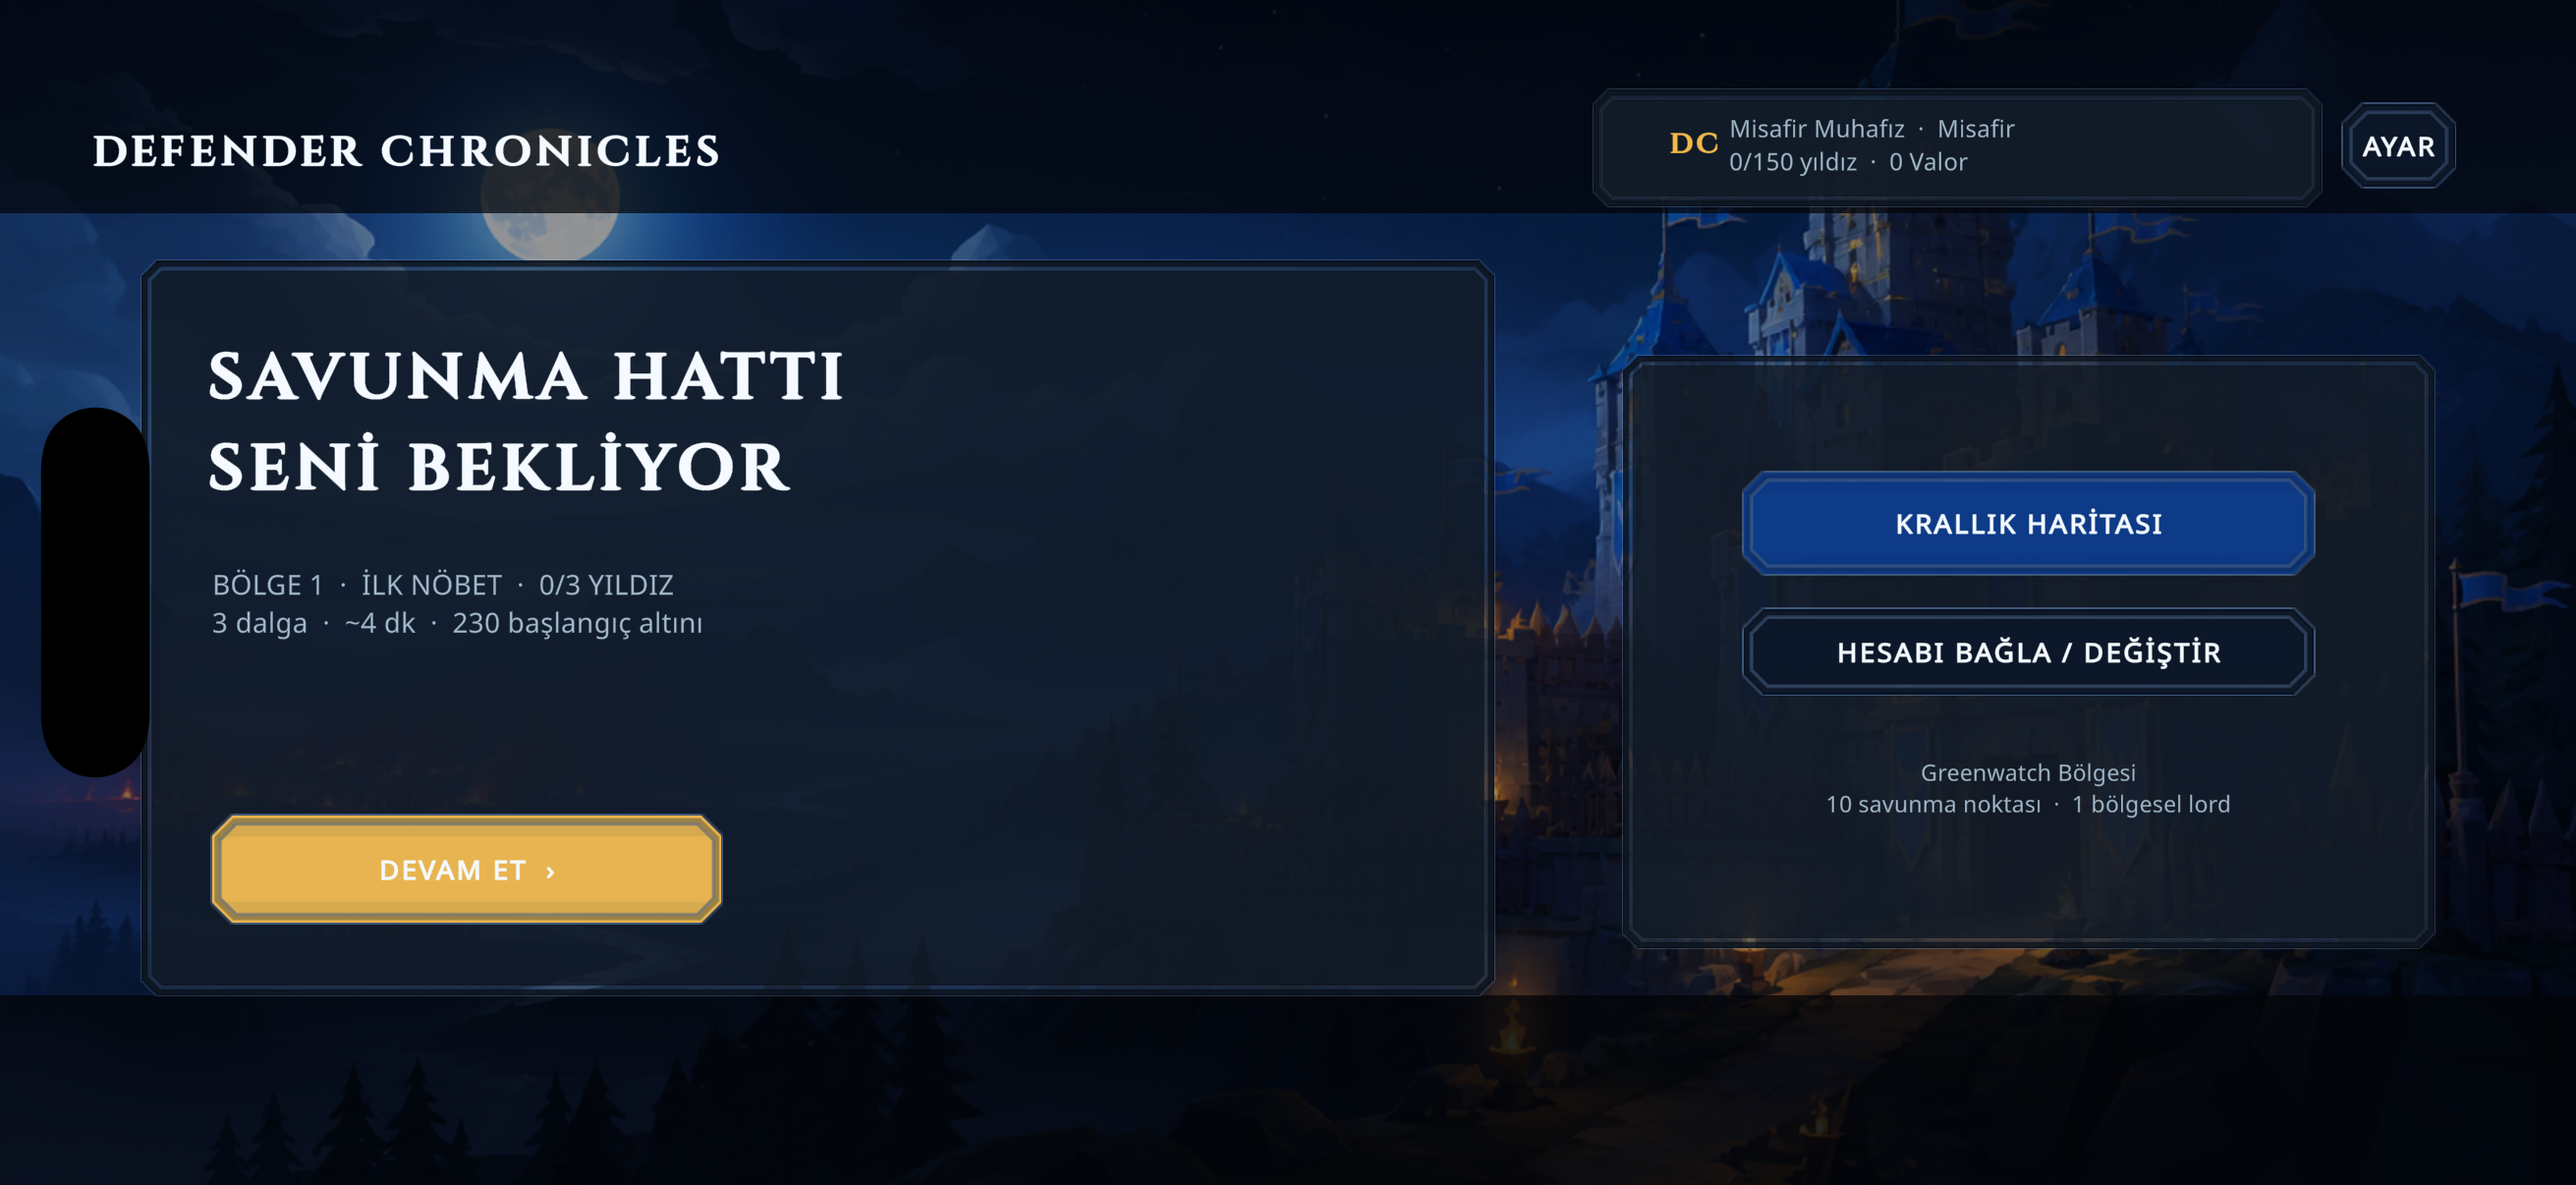 DEFENDER CHRONICLES
DC
Misafir Muhafız · Misafir
0/150 yıldız · 0 Valor
AYAR
SAVUNMA HATTI
SENİ BEKLİYOR
BÖLGE 1 · İLK NÖBET · 0/3 YILDIZ
3 dalga · ~4 dk · 230 başlangıç altını
DEVAM ET ›
KRALLIK HARİTASI
HESABI BAĞLA / DEĞİŞTİR
Greenwatch Bölgesi
10 savunma noktası · 1 bölgesel lord